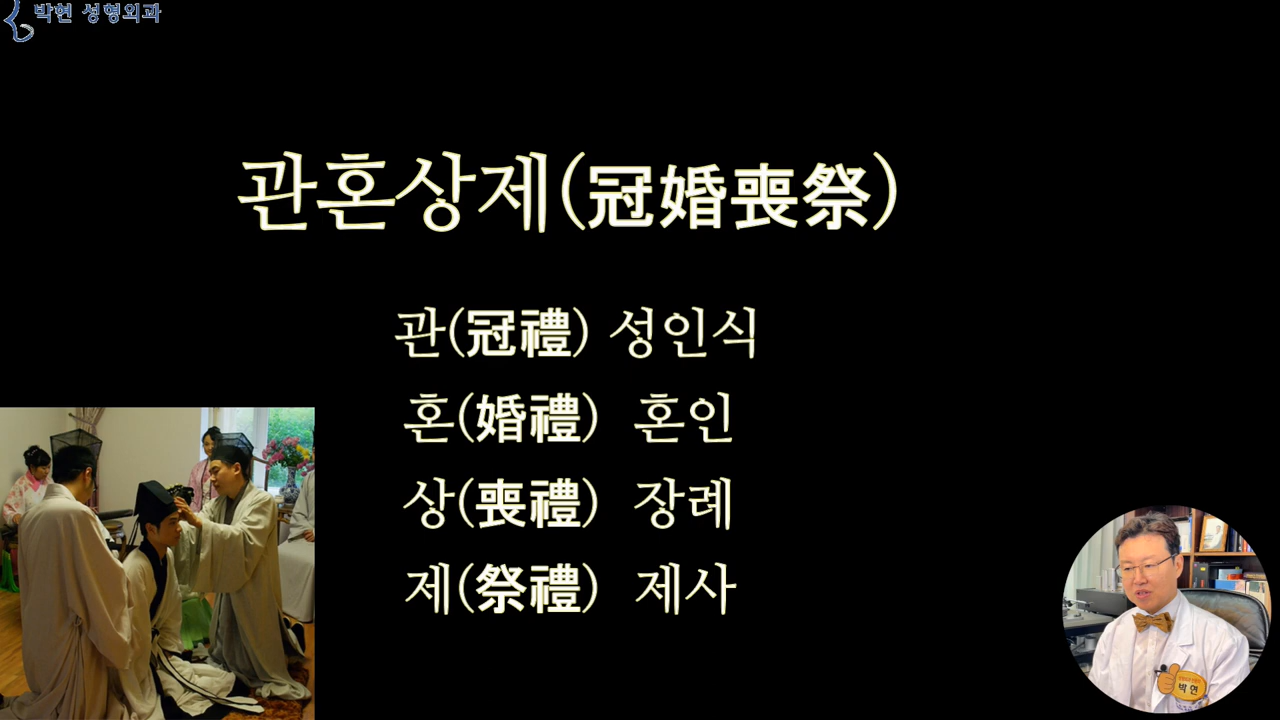 박현 성형외과
관혼상제(冠婚喪祭)
관(冠禮) 성인식
혼(婚禮) 혼인
상(喪禮) 장례
제(祭禮) 제사
박현